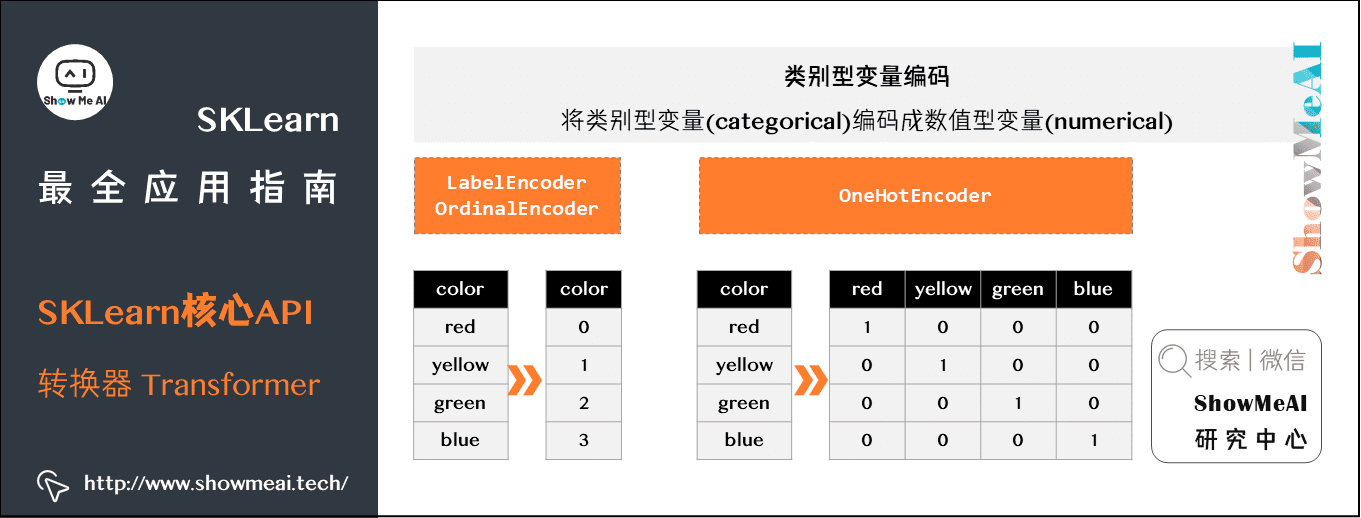 Show Me AI
SKLearn
最全应用指南
SKLearn核心API
转换器 Transformer
http://www.showmeai.tech/
类别型变量编码
将类别型变量(categorical)编码成数值型变量(numerical)
LabelEncoder
OrdinalEncoder
color color
red 0
yellow 1
green 2
blue 3
OneHotEncoder
color red yellow green blue
red 1 0 0 0
yellow 0 1 0 0
green 0 0 1 0
blue 0 0 0 1
ShowMeAI
搜索 | 微信
ShowMeAI
研究中心